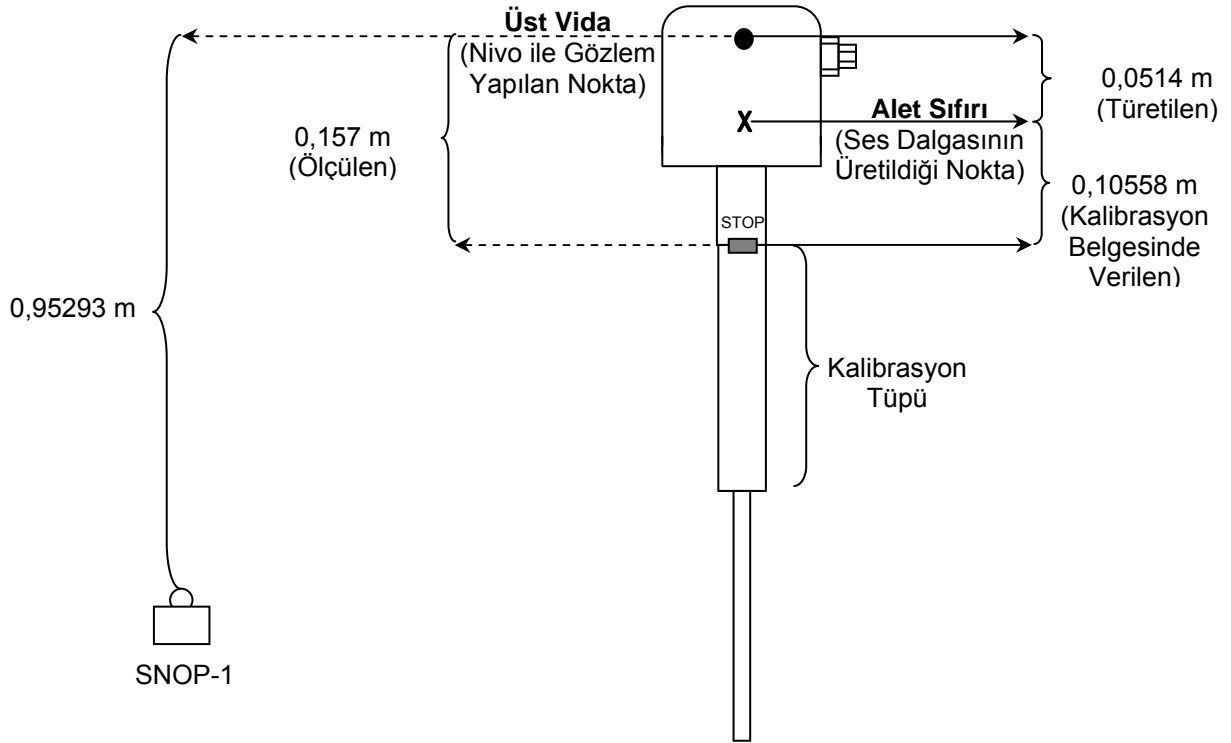 Üst Vida
(Nivo ile Gözlem
Yapılan Nokta)
0,0514 m
(Türetilen)
0,157 m
(Ölçülen)
Alet Sıfırı
(Ses Dalgasının
Üretildiği Nokta)
0,10558 m
(Kalibrasyon
Belgesinde
Verilen)
STOP
0,95293 m
Kalibrasyon
Tüpü
X
SNOP-1